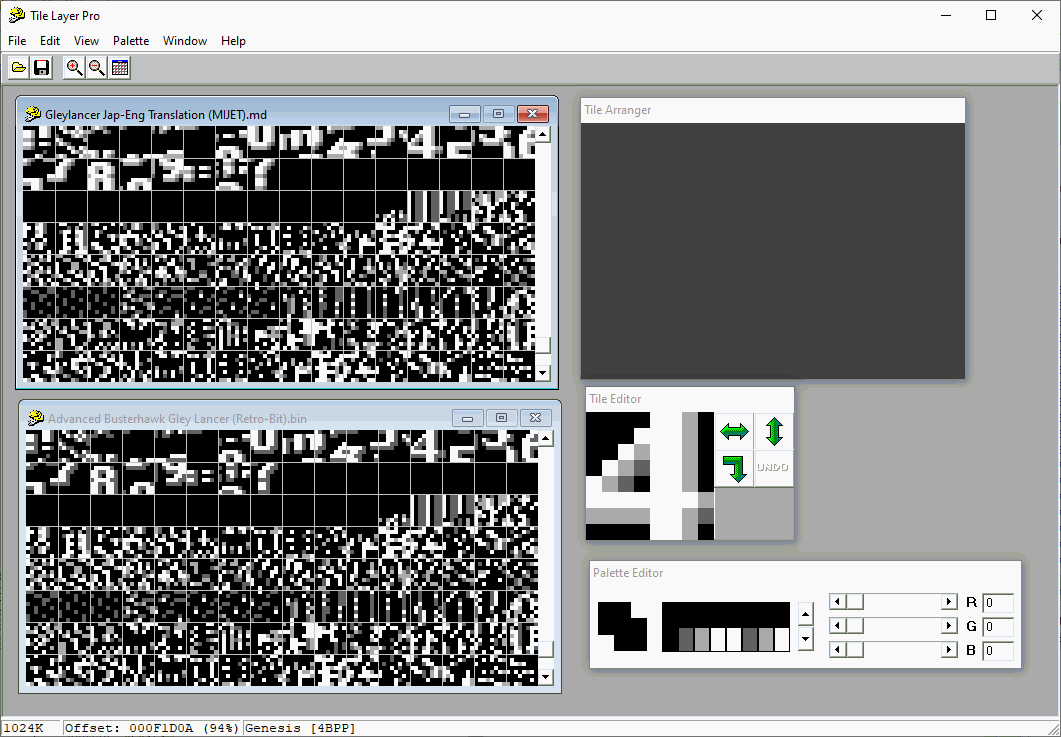 Tile Layer Pro
File Edit View Palette Window Help
Gleylancer Jap-Eng Translation (MIJET).md
Tile Arranger
Tile Editor
UNDO
Advanced Busterhawk Gley Lancer (Retro-Bit).bin
Palette Editor
R 0
G 0
B 0
1024K Offset: 000F1D0A (94%) Genesis [4BPP]